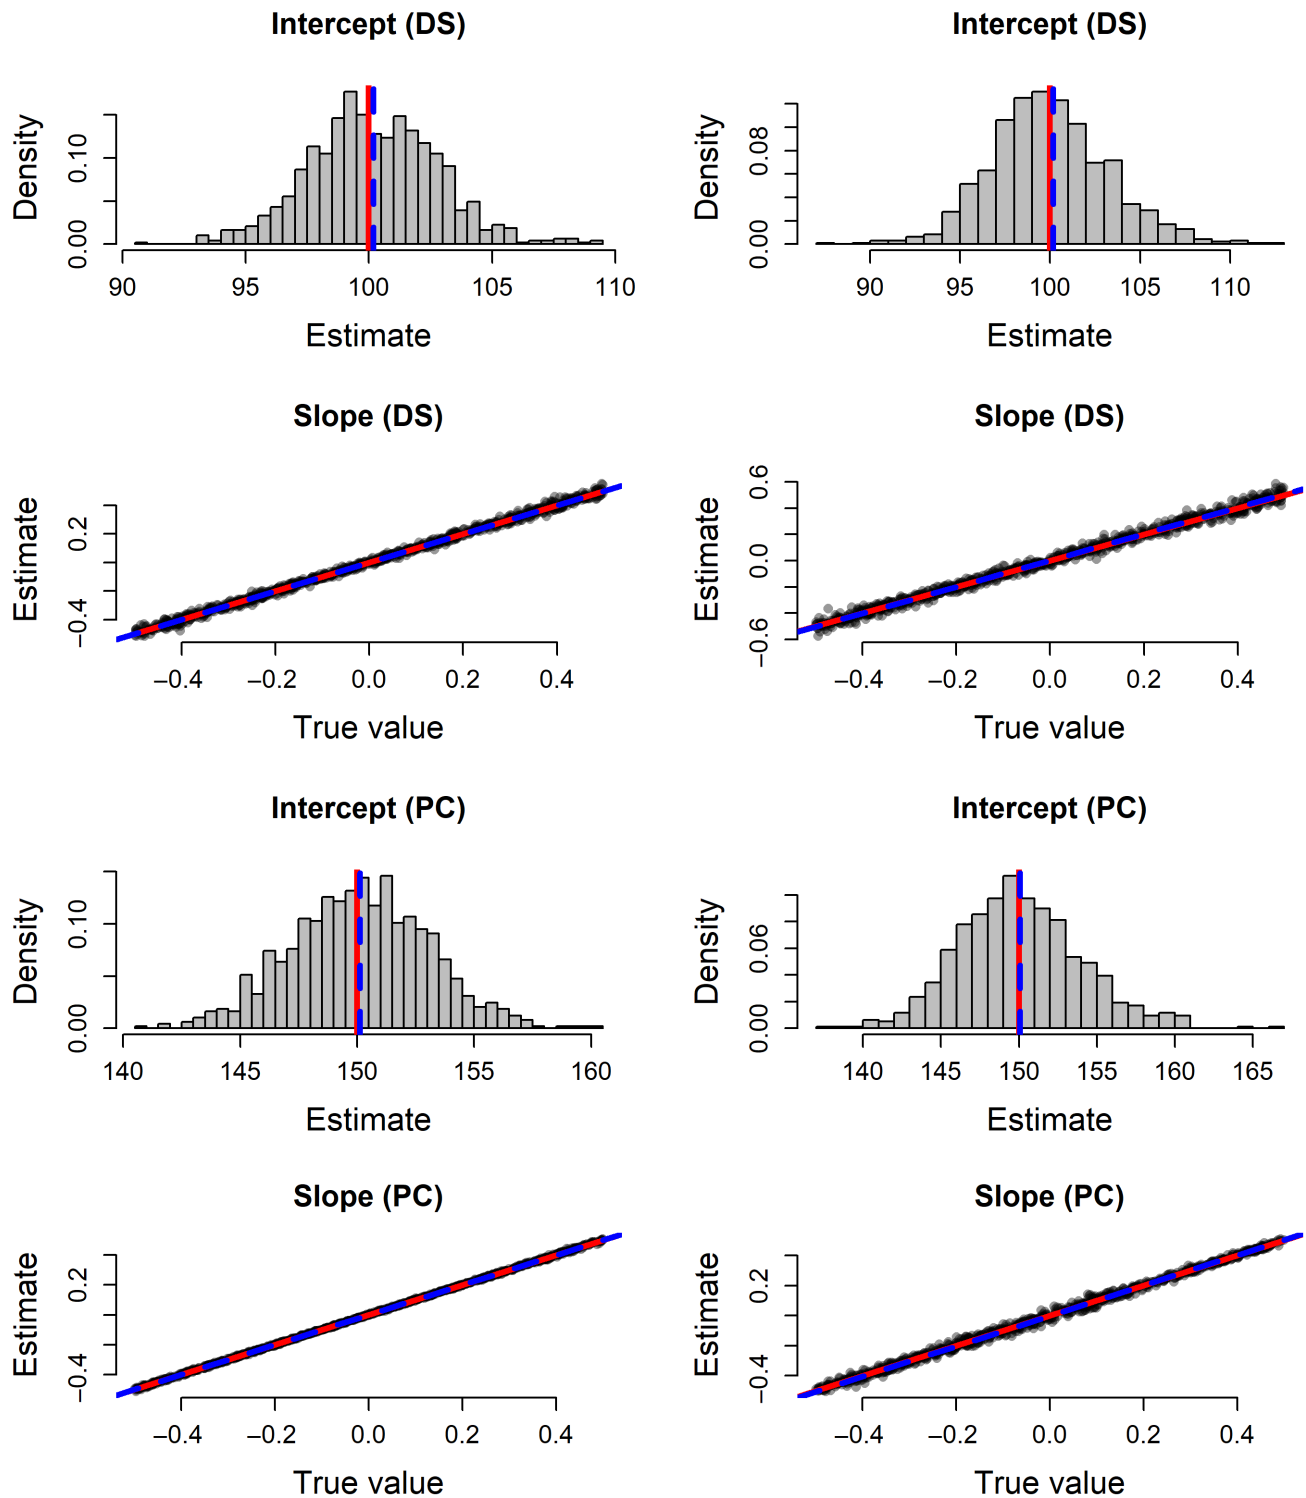 Intercept (DS)
Density
0.00
0.10
90 95 100 105 110
Estimate
Intercept (DS)
Density
0.00
0.08
90 95 100 105 110
Estimate
Slope (DS)
Estimate
−0.4
0.2
−0.4 −0.2 0.0 0.2 0.4
True value
Slope (DS)
Estimate
−0.6
0.0
0.6
−0.4 −0.2 0.0 0.2 0.4
True value
Intercept (PC)
Density
0.00
0.10
140 145 150 155 160
Estimate
Intercept (PC)
Density
0.00
0.06
140 145 150 155 160 165
Estimate
Slope (PC)
Estimate
−0.4
0.2
−0.4 −0.2 0.0 0.2 0.4
True value
Slope (PC)
Estimate
−0.4
0.2
−0.4 −0.2 0.0 0.2 0.4
True value